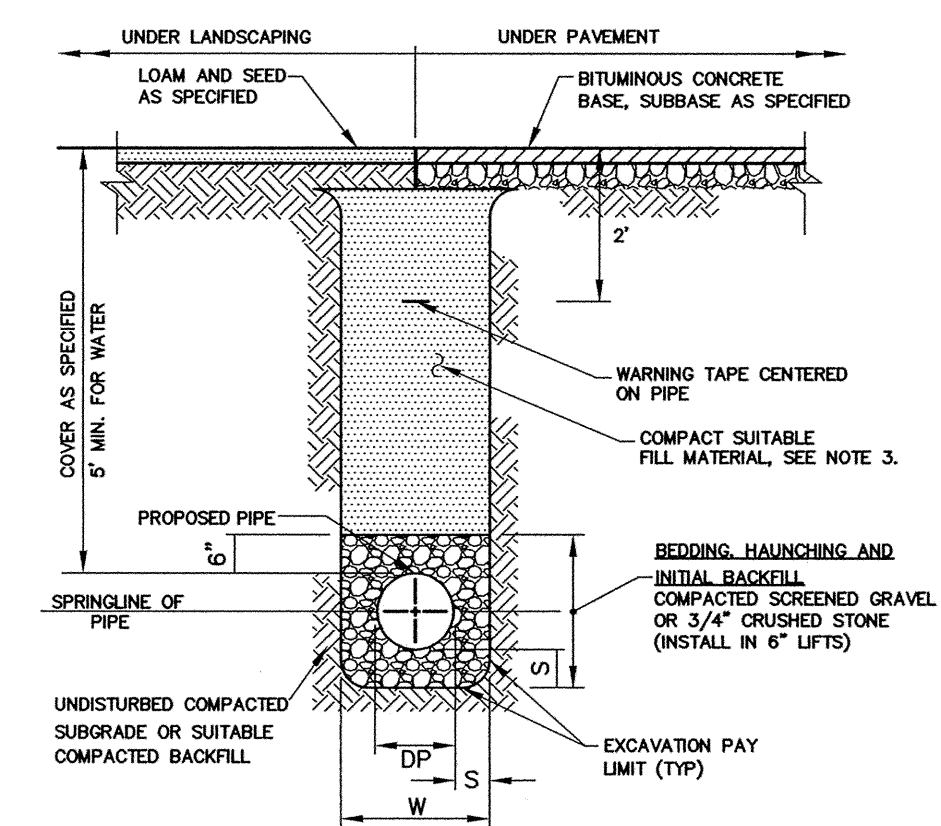 UNDER LANDSCAPING
UNDER PAVEMENT
LOAM AND SEED
AS SPECIFIED
BITUMINOUS CONCRETE
BASE, SUBBASE AS SPECIFIED
2'
COVER AS SPECIFIED
5' MIN. FOR WATER
WARNING TAPE CENTERED
ON PIPE
COMPACT SUITABLE
FILL MATERIAL, SEE NOTE 3.
PROPOSED PIPE
6"
BEDDING, HAUNCHING AND
INITIAL BACKFILL
COMPACTED SCREENED GRAVEL
OR 3/4" CRUSHED STONE
(INSTALL IN 6" LIFTS)
SPRINGLINE OF
PIPE
S
UNDISTURBED COMPACTED
SUBGRADE OR SUITABLE
COMPACTED BACKFILL
EXCAVATION PAY
LIMIT (TYP)
DP
S
W